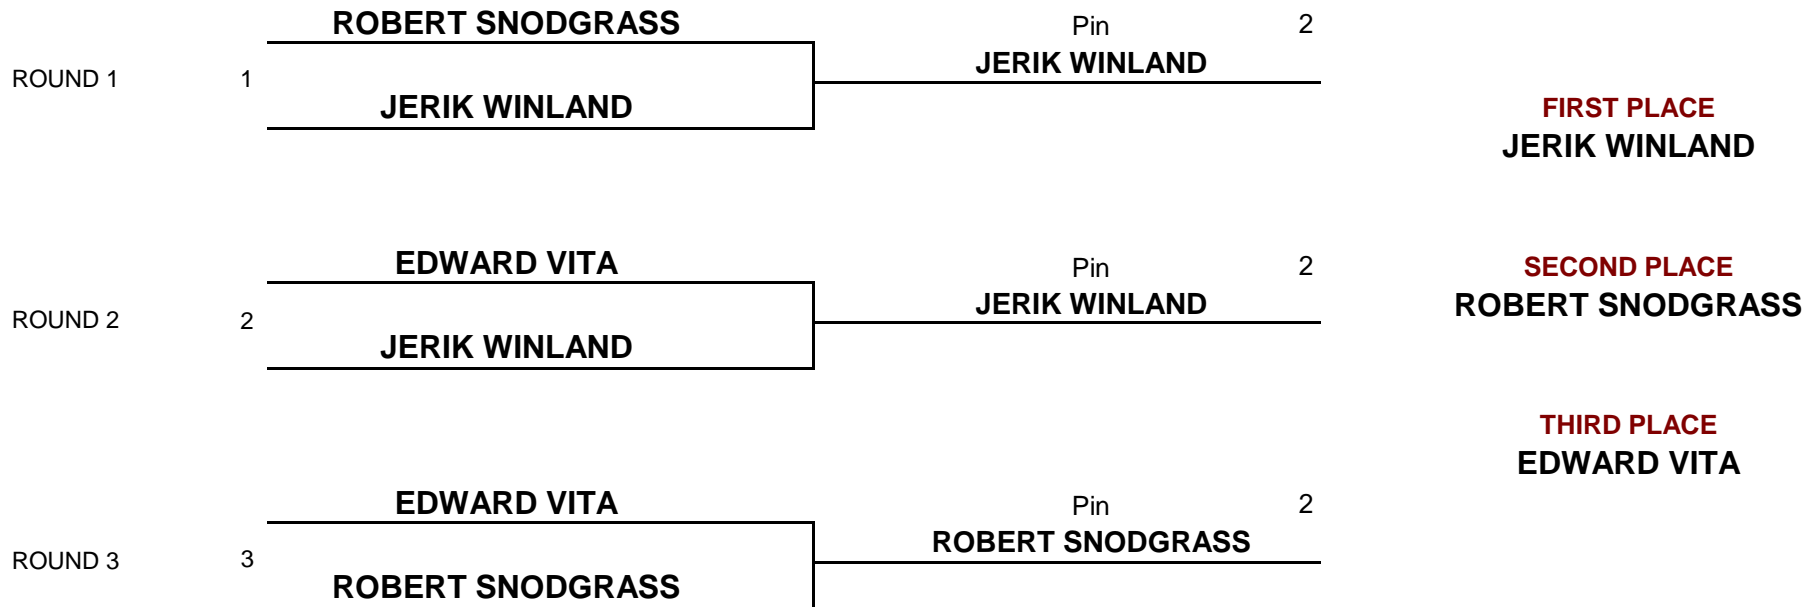 ROBERT SNODGRASS
Pin 2
JERIK WINLAND
ROUND 1 1
JERIK WINLAND
FIRST PLACE
JERIK WINLAND
EDWARD VITA
Pin 2
JERIK WINLAND
ROUND 2 2
JERIK WINLAND
SECOND PLACE
ROBERT SNODGRASS
THIRD PLACE
EDWARD VITA
EDWARD VITA
Pin 2
ROBERT SNODGRASS
ROUND 3 3
ROBERT SNODGRASS